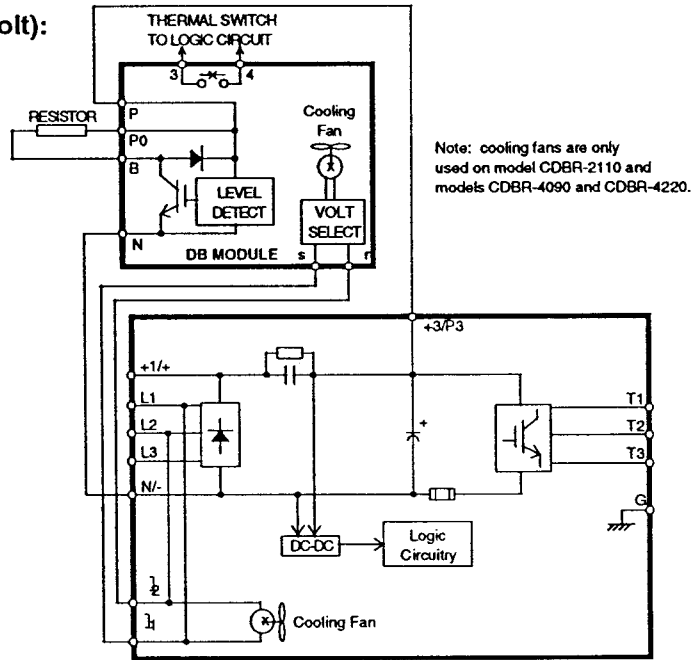 olt):
THERMAL SWITCH
TO LOGIC CIRCUIT
3
4
RESISTOR
P
P0
B
N
LEVEL
DETECT
Cooling
Fan
VOLT
SELECT
DB MODULE
s
r
Note: cooling fans are only
used on model CDBR-2110 and
models CDBR-4090 and CDBR-4220.
+3/P3
+1/+
L1
L2
L3
N/-
+
T1
T2
T3
G
DC-DC
Logic
Circuitry
2
1
Cooling Fan